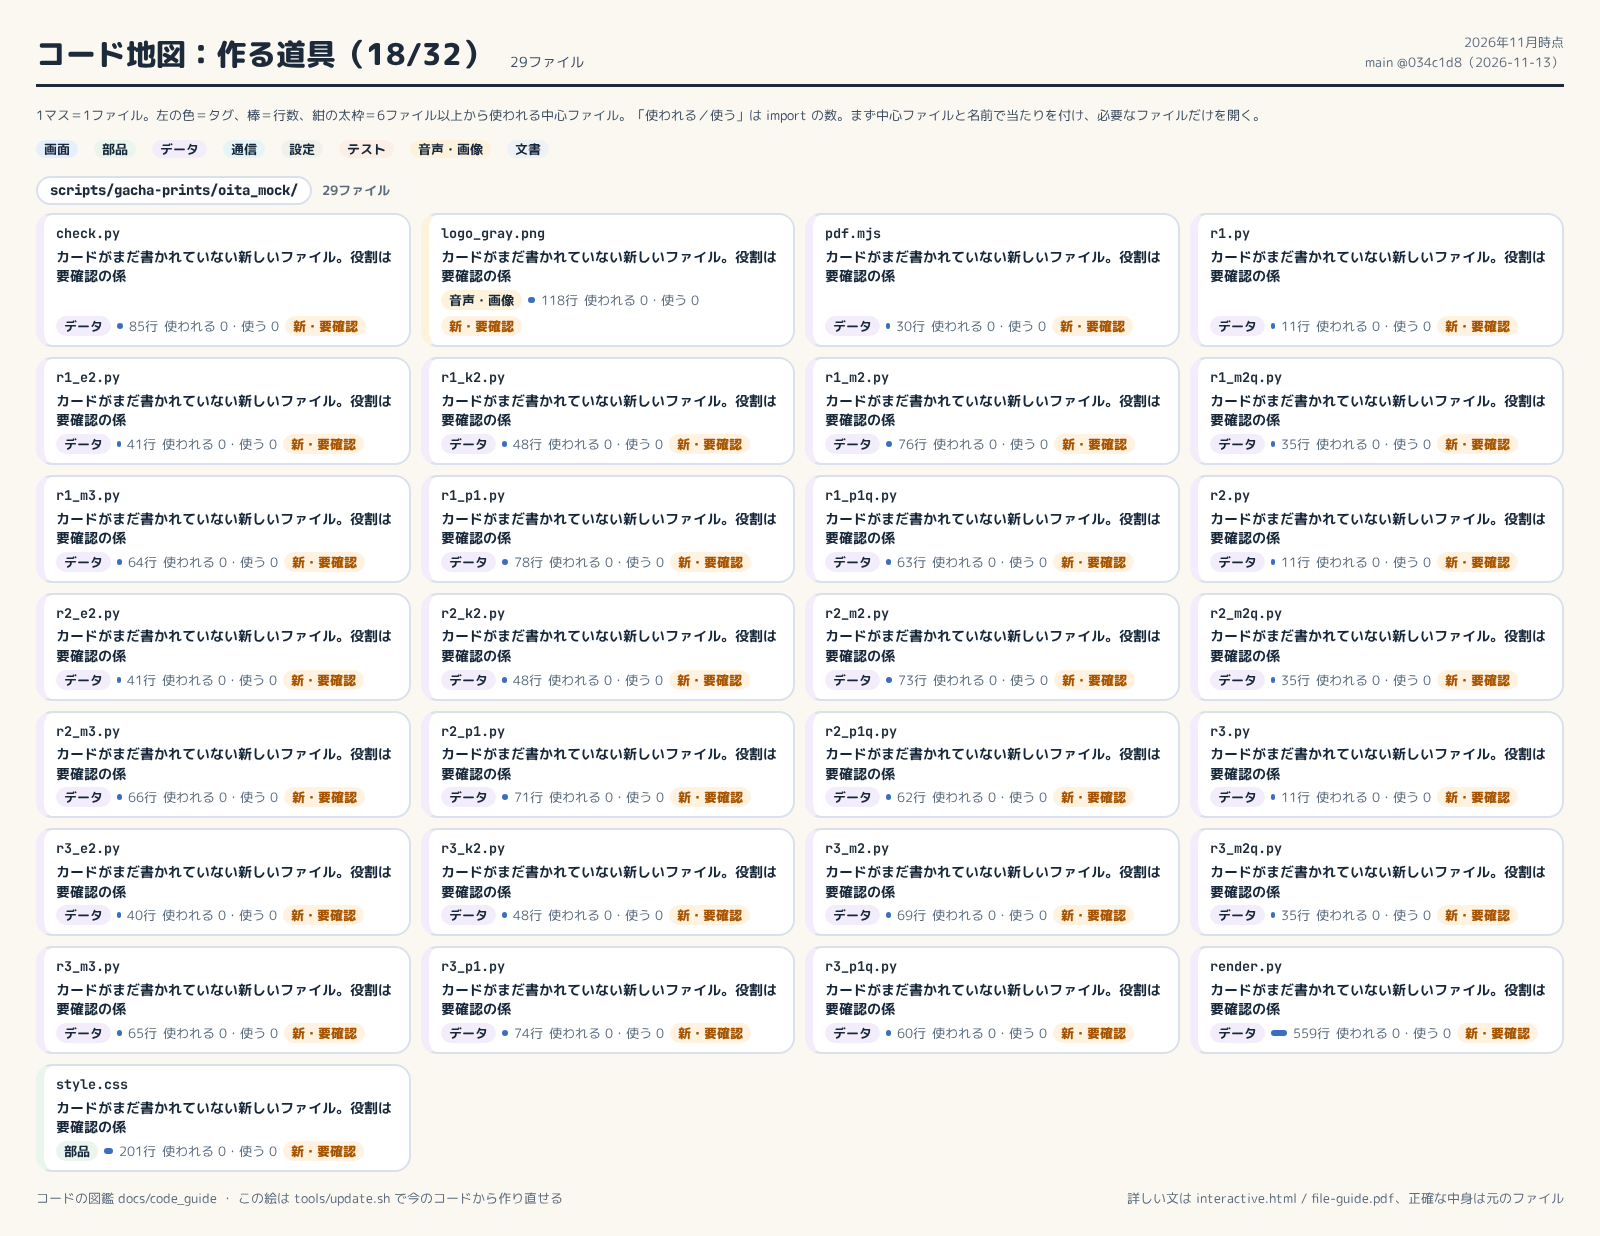 コード地図：作る道具（18/32） 29ファイル
2026年11月時点
main @034c1d8（2026-11-13）
1マス＝1ファイル。左の色＝タグ、棒＝行数、紺の太枠＝6ファイル以上から使われる中心ファイル。「使われる／使う」は import の数。まず中心ファイルと名前で当たりを付け、必要なファイルだけを開く。
画面 部品 データ 通信 設定 テスト 音声・画像 文書
scripts/gacha-prints/oita_mock/ 29ファイル
check.py
カードがまだ書かれていない新しいファイル。役割は
要確認の係
データ 85行 使われる 0 · 使う 0 新・要確認
logo_gray.png
カードがまだ書かれていない新しいファイル。役割は
要確認の係
音声・画像 118行 使われる 0 · 使う 0
新・要確認
pdf.mjs
カードがまだ書かれていない新しいファイル。役割は
要確認の係
データ 30行 使われる 0 · 使う 0 新・要確認
r1.py
カードがまだ書かれていない新しいファイル。役割は
要確認の係
データ 11行 使われる 0 · 使う 0 新・要確認
r1_e2.py
カードがまだ書かれていない新しいファイル。役割は
要確認の係
データ 41行 使われる 0 · 使う 0 新・要確認
r1_k2.py
カードがまだ書かれていない新しいファイル。役割は
要確認の係
データ 48行 使われる 0 · 使う 0 新・要確認
r1_m2.py
カードがまだ書かれていない新しいファイル。役割は
要確認の係
データ 76行 使われる 0 · 使う 0 新・要確認
r1_m2q.py
カードがまだ書かれていない新しいファイル。役割は
要確認の係
データ 35行 使われる 0 · 使う 0 新・要確認
r1_m3.py
カードがまだ書かれていない新しいファイル。役割は
要確認の係
データ 64行 使われる 0 · 使う 0 新・要確認
r1_p1.py
カードがまだ書かれていない新しいファイル。役割は
要確認の係
データ 78行 使われる 0 · 使う 0 新・要確認
r1_p1q.py
カードがまだ書かれていない新しいファイル。役割は
要確認の係
データ 63行 使われる 0 · 使う 0 新・要確認
r2.py
カードがまだ書かれていない新しいファイル。役割は
要確認の係
データ 11行 使われる 0 · 使う 0 新・要確認
r2_e2.py
カードがまだ書かれていない新しいファイル。役割は
要確認の係
データ 41行 使われる 0 · 使う 0 新・要確認
r2_k2.py
カードがまだ書かれていない新しいファイル。役割は
要確認の係
データ 48行 使われる 0 · 使う 0 新・要確認
r2_m2.py
カードがまだ書かれていない新しいファイル。役割は
要確認の係
データ 73行 使われる 0 · 使う 0 新・要確認
r2_m2q.py
カードがまだ書かれていない新しいファイル。役割は
要確認の係
データ 35行 使われる 0 · 使う 0 新・要確認
r2_m3.py
カードがまだ書かれていない新しいファイル。役割は
要確認の係
データ 66行 使われる 0 · 使う 0 新・要確認
r2_p1.py
カードがまだ書かれていない新しいファイル。役割は
要確認の係
データ 71行 使われる 0 · 使う 0 新・要確認
r2_p1q.py
カードがまだ書かれていない新しいファイル。役割は
要確認の係
データ 62行 使われる 0 · 使う 0 新・要確認
r3.py
カードがまだ書かれていない新しいファイル。役割は
要確認の係
データ 11行 使われる 0 · 使う 0 新・要確認
r3_e2.py
カードがまだ書かれていない新しいファイル。役割は
要確認の係
データ 40行 使われる 0 · 使う 0 新・要確認
r3_k2.py
カードがまだ書かれていない新しいファイル。役割は
要確認の係
データ 48行 使われる 0 · 使う 0 新・要確認
r3_m2.py
カードがまだ書かれていない新しいファイル。役割は
要確認の係
データ 69行 使われる 0 · 使う 0 新・要確認
r3_m2q.py
カードがまだ書かれていない新しいファイル。役割は
要確認の係
データ 35行 使われる 0 · 使う 0 新・要確認
r3_m3.py
カードがまだ書かれていない新しいファイル。役割は
要確認の係
データ 65行 使われる 0 · 使う 0 新・要確認
r3_p1.py
カードがまだ書かれていない新しいファイル。役割は
要確認の係
データ 74行 使われる 0 · 使う 0 新・要確認
r3_p1q.py
カードがまだ書かれていない新しいファイル。役割は
要確認の係
データ 60行 使われる 0 · 使う 0 新・要確認
render.py
カードがまだ書かれていない新しいファイル。役割は
要確認の係
データ 559行 使われる 0 · 使う 0 新・要確認
style.css
カードがまだ書かれていない新しいファイル。役割は
要確認の係
部品 201行 使われる 0 · 使う 0 新・要確認
コードの図鑑 docs/code_guide · この絵は tools/update.sh で今のコードから作り直せる
詳しい文は interactive.html / file-guide.pdf、正確な中身は元のファイル